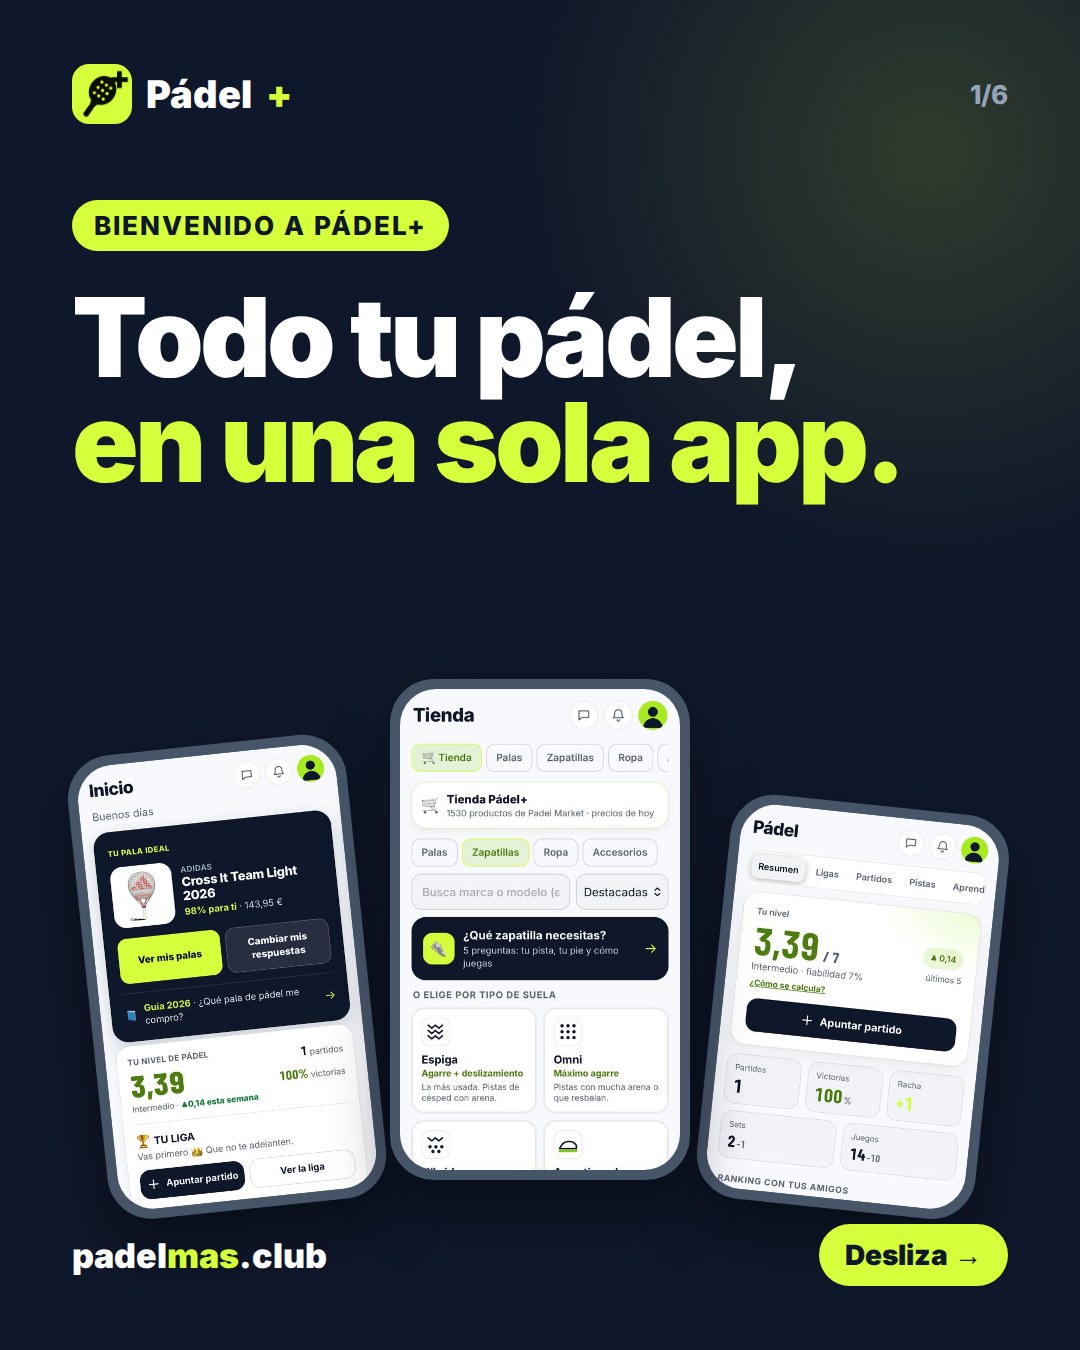 Pádel +
1/6
BIENVENIDO A PÁDEL+
Todo tu pádel,
en una sola app.
Inicio
Buenos días
TU PALA IDEAL
ADIDAS
Cross It Team Light
2026
98% para ti · 143,95 €
Ver mis palas
Cambiar mis
respuestas
Guía 2026 · ¿Qué pala de pádel me
compro? →
TU NIVEL DE PÁDEL
1 partidos
3,39
100% victorias
Intermedio · ▲0,14 esta semana
🏆 TU LIGA
Vas primero 👑 Que no te adelanten.
+ Apuntar partido
Ver la liga
Tienda
🛒 Tienda
Palas
Zapatillas
Ropa
Tienda Pádel+
1530 productos de Padel Market · precios de hoy
Palas
Zapatillas
Ropa
Accesorios
Busca marca o modelo (e
Destacadas
¿Qué zapatilla necesitas?
5 preguntas: tu pista, tu pie y cómo
juegas
→
O ELIGE POR TIPO DE SUELA
Espiga
Agarre + deslizamiento
La más usada. Pistas de
césped con arena.
Omni
Máximo agarre
Pistas con mucha arena o
que resbalan.
Pádel
Resumen
Ligas
Partidos
Pistas
Aprend
Tu nivel
3,39 / 7
▲ 0,14
Intermedio · fiabilidad 7%
últimos 5
¿Cómo se calcula?
+ Apuntar partido
Partidos
1
Victorias
100%
Racha
+1
Sets
2-1
Juegos
14-10
RANKING CON TUS AMIGOS
padelmas.club
Desliza →